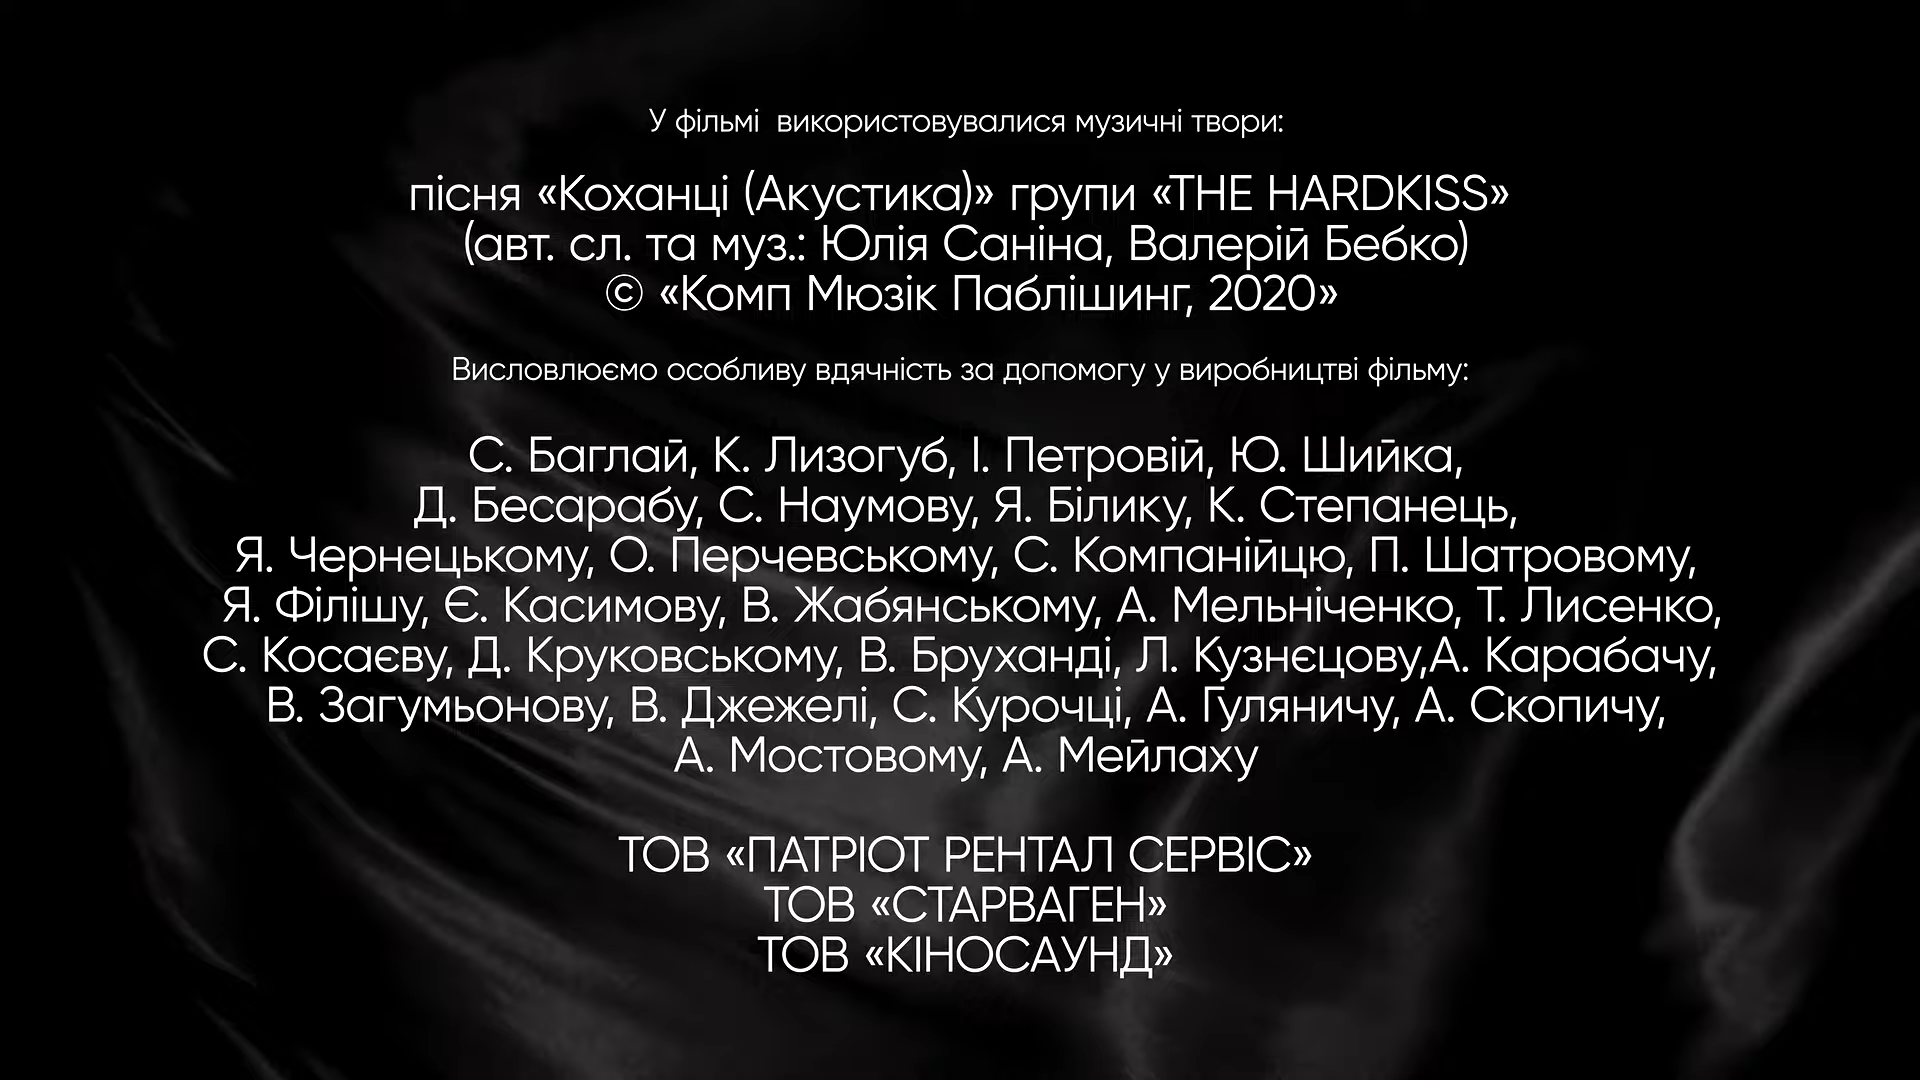 У фільмі використовувалися музичні твори:
пісня «Коханці (Акустика)» групи «THE HARDKISS»
(авт. сл. та муз.: Юлія Саніна, Валерій Бебко)
© «Комп Мюзік Паблішинг, 2020»
Висловлюємо особливу вдячність за допомогу у виробництві фільму:
С. Баглай, К. Лизогуб, І. Петровій, Ю. Шийка,
Д. Бесарабу, С. Наумову, Я. Білику, К. Степанець,
Я. Чернецькому, О. Перчевському, С. Компанійцю, П. Шатровому,
Я. Філішу, Є. Касимову, В. Жабянському, А. Мельніченко, Т. Лисенко,
С. Косаєву, Д. Круковському, В. Бруханді, Л. Кузнєцову,А. Карабачу,
В. Загумьонову, В. Джежелі, С. Курочці, А. Гуляничу, А. Скопичу,
А. Мостовому, А. Мейлаху
ТОВ «ПАТРІОТ РЕНТАЛ СЕРВІС»
ТОВ «СТАРВАГЕН»
ТОВ «КІНОСАУНД»